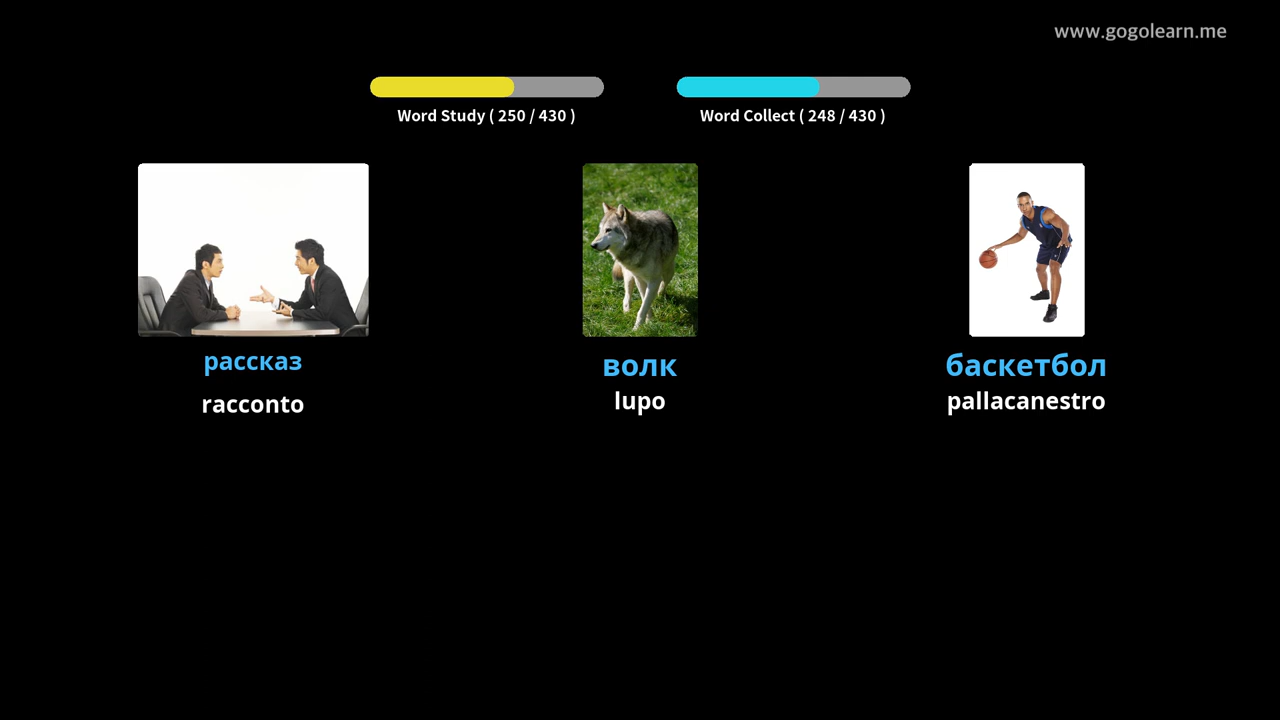 www.gogolearn.me
Word Study ( 250 / 430 )
Word Collect ( 248 / 430 )
рассказ
racconto
волк
lupo
баскетбол
pallacanestro